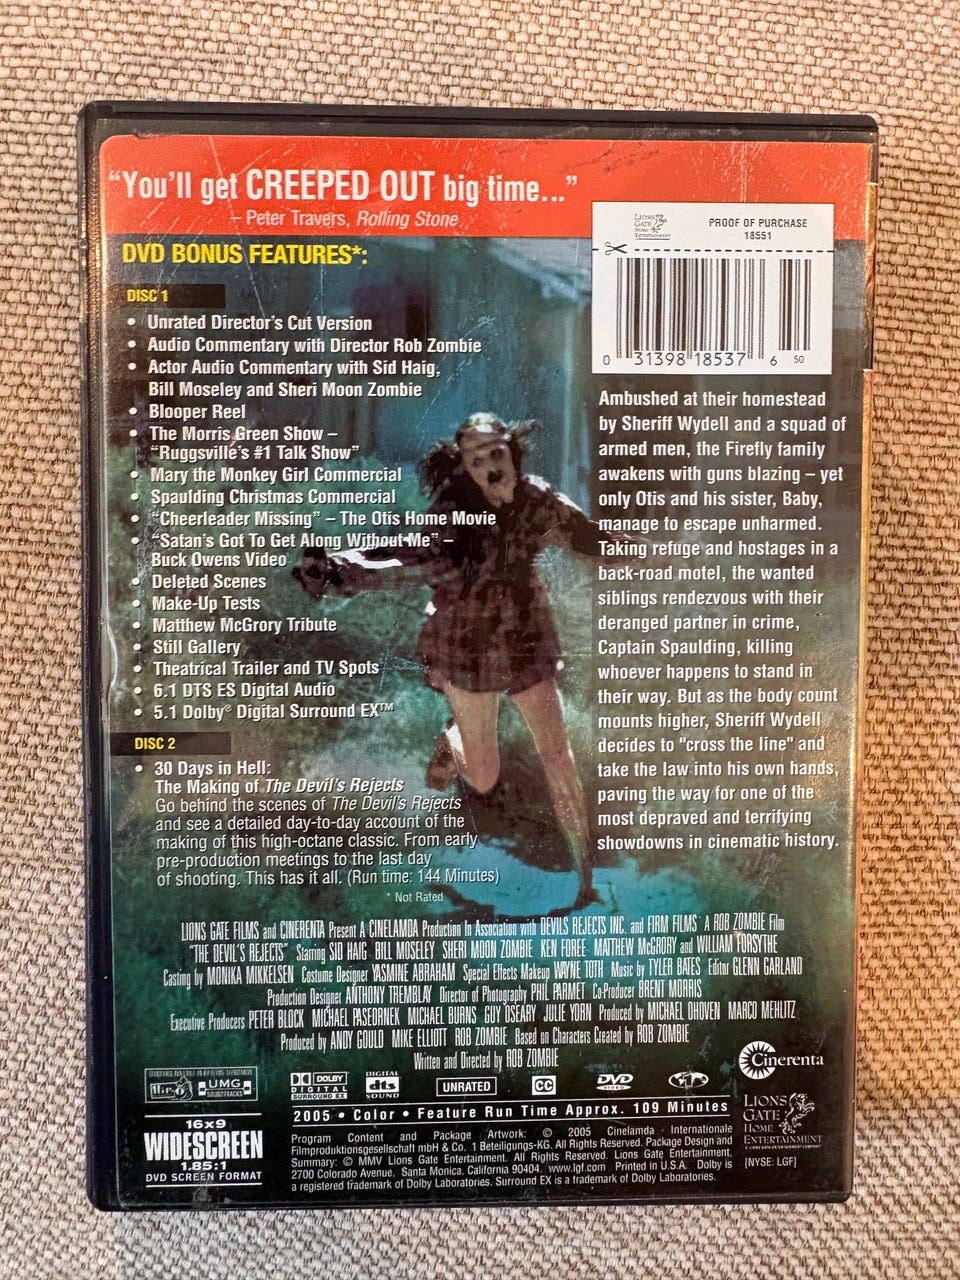 “You’ll get CREEPED OUT big time...”
– Peter Travers, Rolling Stone
DVD BONUS FEATURES*:
DISC 1
• Unrated Director’s Cut Version
• Audio Commentary with Director Rob Zombie
• Actor Audio Commentary with Sid Haig,
Bill Moseley and Sheri Moon Zombie
• Blooper Reel
• The Morris Green Show –
“Ruggsville’s #1 Talk Show”
• Mary the Monkey Girl Commercial
• Spaulding Christmas Commercial
• “Cheerleader Missing” – The Otis Home Movie
• “Satan’s Got To Get Along Without Me” –
Buck Owens Video
• Deleted Scenes
• Make-Up Tests
• Matthew McGrory Tribute
• Still Gallery
• Theatrical Trailer and TV Spots
• 6.1 DTS ES Digital Audio
• 5.1 Dolby® Digital Surround EX™
DISC 2
• 30 Days in Hell:
The Making of The Devil’s Rejects
Go behind the scenes of The Devil’s Rejects
and see a detailed day-to-day account of the
making of this high-octane classic. From early
pre-production meetings to the last day
of shooting. This has it all. (Run time: 144 Minutes)
* Not Rated
LIONS GATE HOME ENTERTAINMENT
PROOF OF PURCHASE
18551
0 31398 18537 6 50
Ambushed at their homestead
by Sheriff Wydell and a squad of
armed men, the Firefly family
awakens with guns blazing – yet
only Otis and his sister, Baby,
manage to escape unharmed.
Taking refuge and hostages in a
back-road motel, the wanted
siblings rendezvous with their
deranged partner in crime,
Captain Spaulding, killing
whoever happens to stand in
their way. But as the body count
mounts higher, Sheriff Wydell
decides to "cross the line" and
take the law into his own hands,
paving the way for one of the
most depraved and terrifying
showdowns in cinematic history.
LIONS GATE FILMS and CINERENTA Present A CINELAMDA Production In Association with DEVILS REJECTS INC. and FIRM FILMS A ROB ZOMBIE Film
"THE DEVIL'S REJECTS" Starring SID HAIG BILL MOSELEY SHERI MOON ZOMBIE KEN FOREE MATTHEW McGRORY and WILLIAM FORSYTHE
Casting by MONIKA MIKKELSEN Costume Designer YASMINE ABRAHAM Special Effects Makeup WAYNE TOTH Music by TYLER BATES Editor GLENN GARLAND
Production Designer ANTHONY TREMBLAY Director of Photography PHIL PARMET Co-Producer BRENT MORRIS
Executive Producers PETER BLOCK MICHAEL PASEORNEK MICHAEL BURNS GUY OSEARY JULIE YORN Produced by MICHAEL OHOVEN MARCO MEHLITZ
Produced by ANDY GOULD MIKE ELLIOTT ROB ZOMBIE Based on Characters Created by ROB ZOMBIE
Written and Directed by ROB ZOMBIE
Cinerenta
UMG SOUNDTRACKS
DOLBY DIGITAL SURROUND EX
DIGITAL dts SOUND
UNRATED
CC
DVD VIDEO
16x9
WIDESCREEN
1.85:1
DVD SCREEN FORMAT
2005 • Color • Feature Run Time Approx. 109 Minutes
Program Content and Package Artwork: © 2005 Cinelamda Internationale
Filmproduktionsgesellschaft mbH & Co. 1 Beteiligungs-KG. All Rights Reserved. Package Design and
Summary: © MMV Lions Gate Entertainment. All Rights Reserved. Lions Gate Entertainment,
2700 Colorado Avenue, Santa Monica, California 90404. www.lgf.com Printed in U.S.A. Dolby is
a registered trademark of Dolby Laboratories. Surround EX is a trademark of Dolby Laboratories.
LIONS
GATE
HOME
ENTERTAINMENT
[NYSE: LGF]